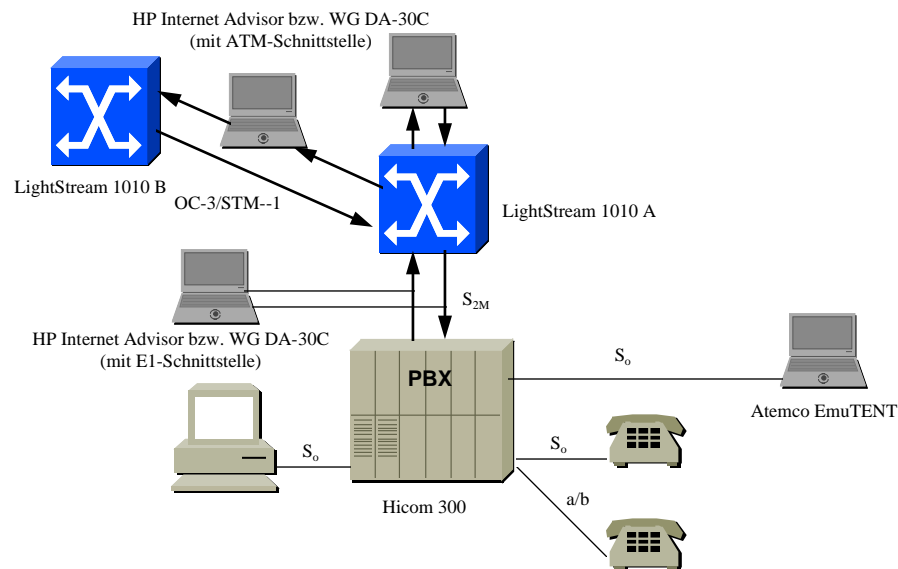 HP Internet Advisor bzw. WG DA-30C
(mit ATM-Schnittstelle)
LightStream 1010 B
OC-3/STM--1
LightStream 1010 A
S2M
HP Internet Advisor bzw. WG DA-30C
(mit E1-Schnittstelle)
PBX
So
Atemco EmuTENT
So
So
a/b
Hicom 300